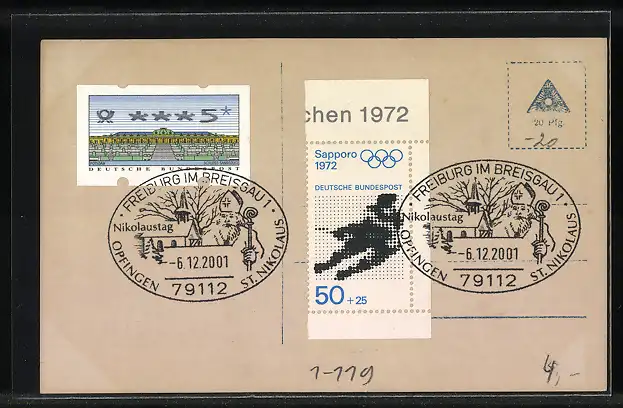 ***5*
DEUTSCHE BUNDESPOST
chen 1972
Sapporo
1972
DEUTSCHE BUNDESPOST
50 + 25
20 Pfg
-20
· FREIBURG IM BREISGAU 1 ·
Nikolaustag
OPFINGEN
-6.12.2001
ST. NIKOLAUS
79112
· FREIBURG IM BREISGAU 1 ·
Nikolaustag
OPFINGEN
-6.12.2001
ST. NIKOLAUS
79112
1-119
4,-